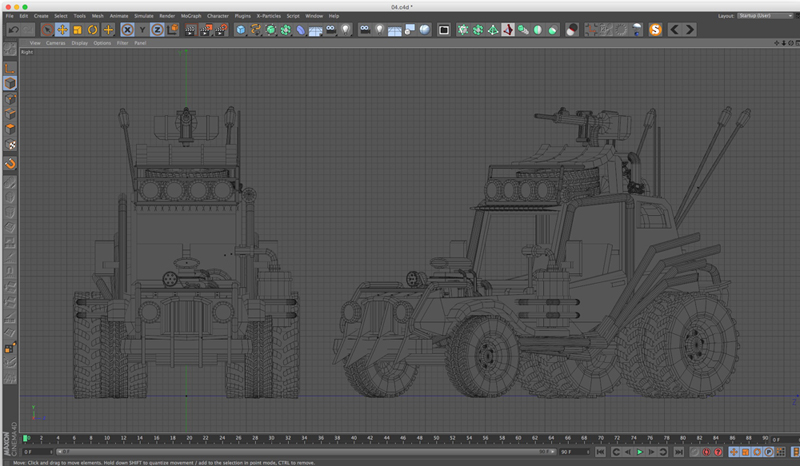 04.c4d *
Edit Create Select Tools Mesh Animate Simulate Render MoGraph Character Plugins X-Particles Script Window Help Layout: Startup (User)
View Cameras Display Options Filter Panel
Right
0 2 4 6 8 10 12 14 16 18 20 22 24 26 28 30 32 34 36 38 40 42 44 46 48 50 52 54 56 58 60 62 64 66 68 70 72 74 76 78 80 82 84 86 88 90 0 F
0 F 0 F 90 F 90 F
MAXON CINEMA 4D
Move: Click and drag to move elements. Hold down SHIFT to quantize movement / add to the selection in point mode, CTRL to remove.